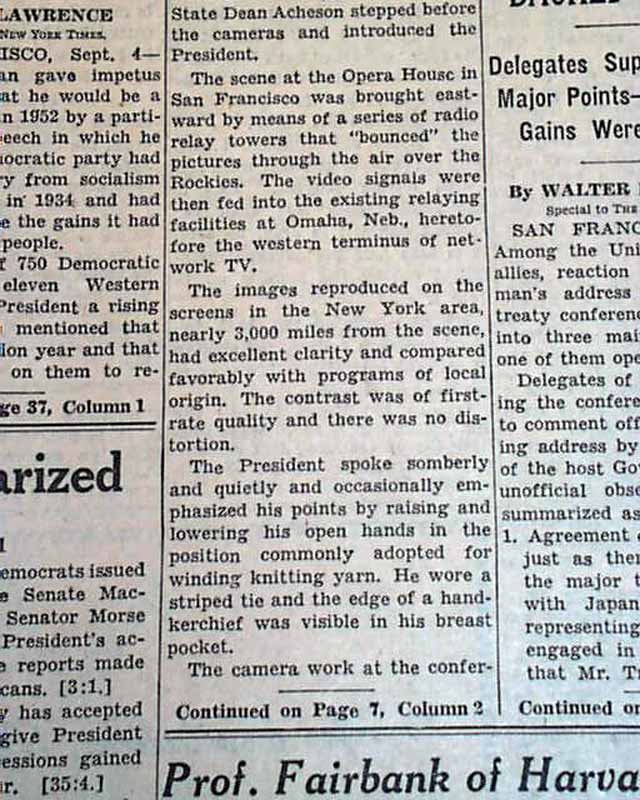 LAWRENCE
NEW YORK TIMES.
ISCO, Sept. 4—
an gave impetus
at he would be a
n 1952 by a parti-
eech in which he
ocratic party had
y from socialism
in 1934 and had
e the gains it had
people.
f 750 Democratic
eleven Western
President a rising
mentioned that
lion year and that
on them to re-
ge 37, Column 1
arized
emocrats issued
e Senate Mac-
Senator Morse
President's ac-
e reports made
cans. [3:1.]
y has accepted
give President
essions gained
r. [35:4.]
State Dean Acheson stepped before
the cameras and introduced the
President.
The scene at the Opera House in
San Francisco was brought east-
ward by means of a series of radio
relay towers that "bounced" the
pictures through the air over the
Rockies. The video signals were
then fed into the existing relaying
facilities at Omaha, Neb., hereto-
fore the western terminus of net-
work TV.
The images reproduced on the
screens in the New York area,
nearly 3,000 miles from the scene,
had excellent clarity and compared
favorably with programs of local
origin. The contrast was of first-
rate quality and there was no dis-
tortion.
The President spoke somberly
and quietly and occasionally em-
phasized his points by raising and
lowering his open hands in the
position commonly adopted for
winding knitting yarn. He wore a
striped tie and the edge of a hand-
kerchief was visible in his breast
pocket.
The camera work at the confer-
Continued on Page 7, Column 2
Delegates Sup
Major Points—
Gains Were
By WALTER
Special to THE
SAN FRANC
Among the Uni
allies, reaction
man's address
treaty conferenc
into three mai
one of them ope
Delegates of
ing the confere
to comment off
ing address by
of the host Gov
unofficial obse
summarized as
1. Agreement
just as ther
the major t
with Japan
representing
engaged in
that Mr. Tr
Continued on
Prof. Fairbank of Harva